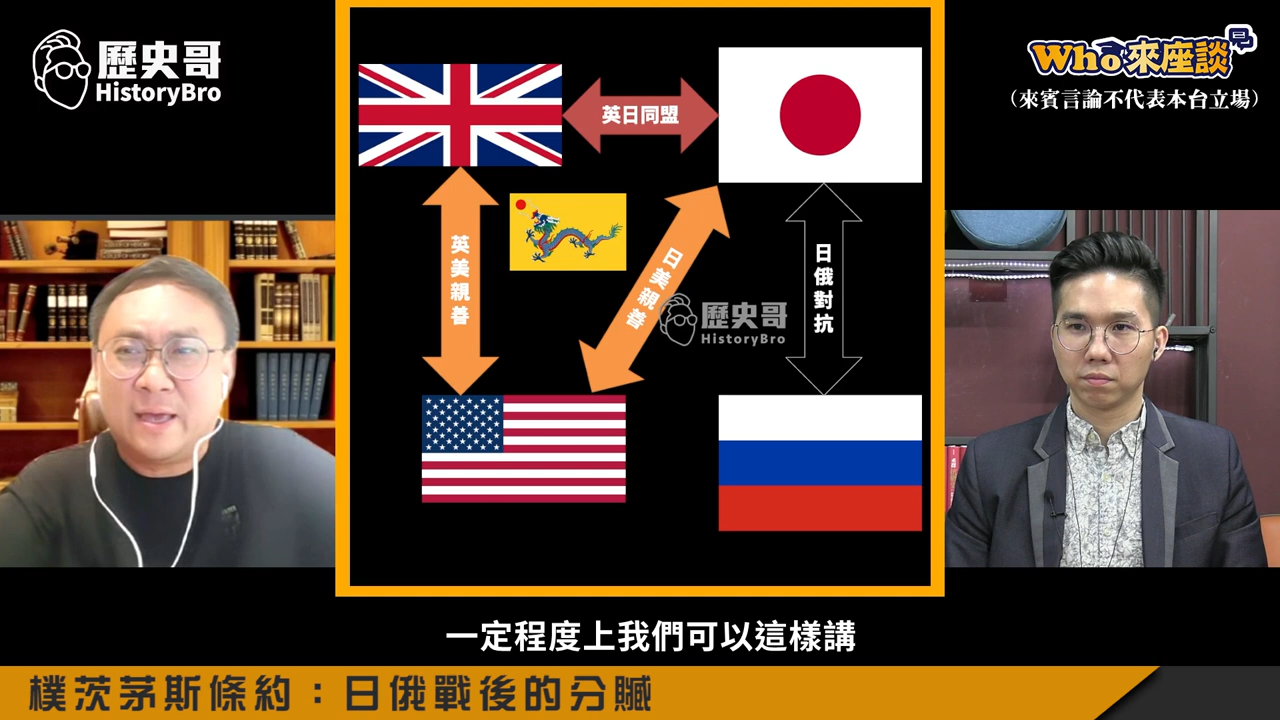 歷史哥
HistoryBro
Who來座談
（來賓言論不代表本台立場）
英日同盟
英美親善
日美親善
日俄對抗
歷史哥
HistoryBro
一定程度上我們可以這樣講
樸茨茅斯條約：日俄戰後的分贓